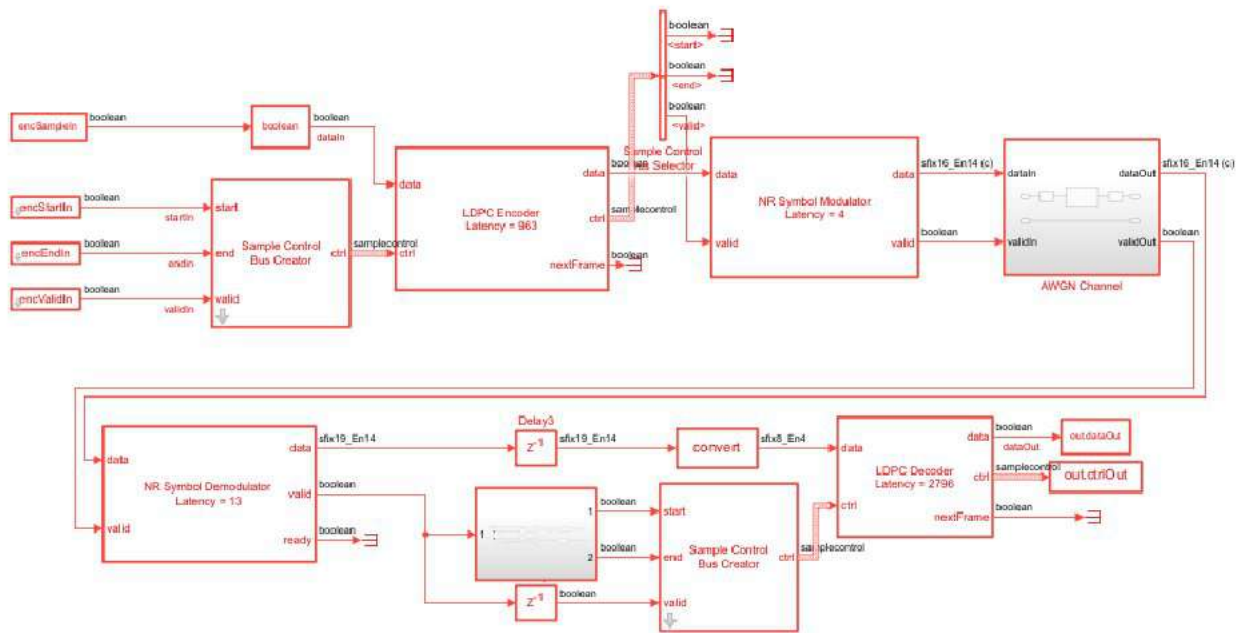 boolean
<start>
boolean
<end>
boolean
<valid>
Sample Control
Bus Selector
encSampleIn
boolean
boolean
boolean
dataIn
encStartIn
boolean
startIn
encEndIn
boolean
endIn
encValidIn
boolean
validIn
start
end
valid
Sample Control
Bus Creator
ctrl
samplecontrol
data
ctrl
LDPC Encoder
Latency = 963
data
ctrl
nextFrame
boolean
samplecontrol
boolean
data
valid
NR Symbol Modulator
Latency = 4
data
valid
sfix16_En14 (c)
boolean
dataIn
validIn
dataOut
validOut
AWGN Channel
sfix16_En14 (c)
boolean
data
valid
NR Symbol Demodulator
Latency = 13
data
valid
ready
sfix19_En14
boolean
boolean
Delay3
z-1
sfix19_En14
convert
sfix8_En4
1
1
2
boolean
boolean
z-1
boolean
start
end
valid
Sample Control
Bus Creator
ctrl
samplecontrol
data
ctrl
LDPC Decoder
Latency = 2796
data
ctrl
nextFrame
boolean
dataOut
samplecontrol
boolean
out.dataOut
out.ctrlOut